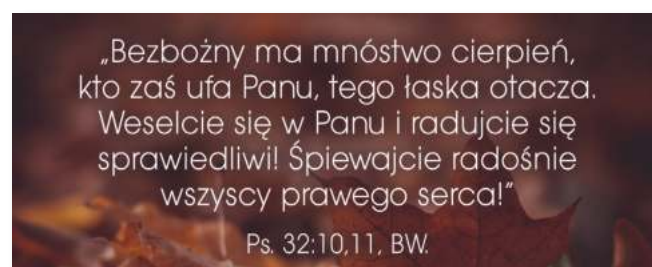 „Bezbożny ma mnóstwo cierpień,
kto zaś ufa Panu, tego łaska otacza.
Weselcie się w Panu i radujcie się
sprawiedliwi! Śpiewajcie radośnie
wszyscy prawego serca!”
Ps. 32:10,11, BW.